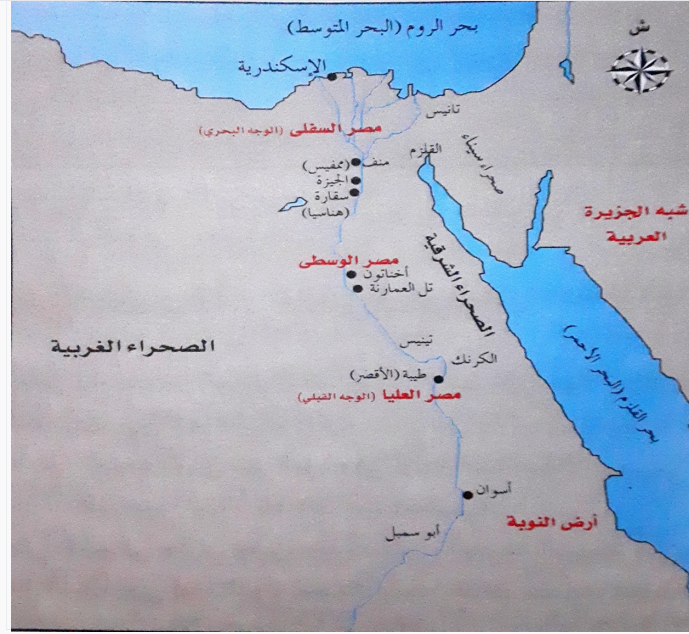 بحر الروم (البحر المتوسط)
ش
الإسكندرية
تانيس
مصر السفلى (الوجه البحري)
القلزم
صحراء سيناء
منف (ممفيس)
الجيزة
سقارة
(هناسيا)
شبه الجزيرة
العربية
الصحراء الشرقية
مصر الوسطى
أخناتون
تل العمارنة
الصحراء الغربية
تينيس
الكرنك
طيبة (الأقصر)
مصر العليا (الوجه القبلي)
بحر القلزم (البحر الأحمر)
أسوان
أرض النوبة
أبو سمبل